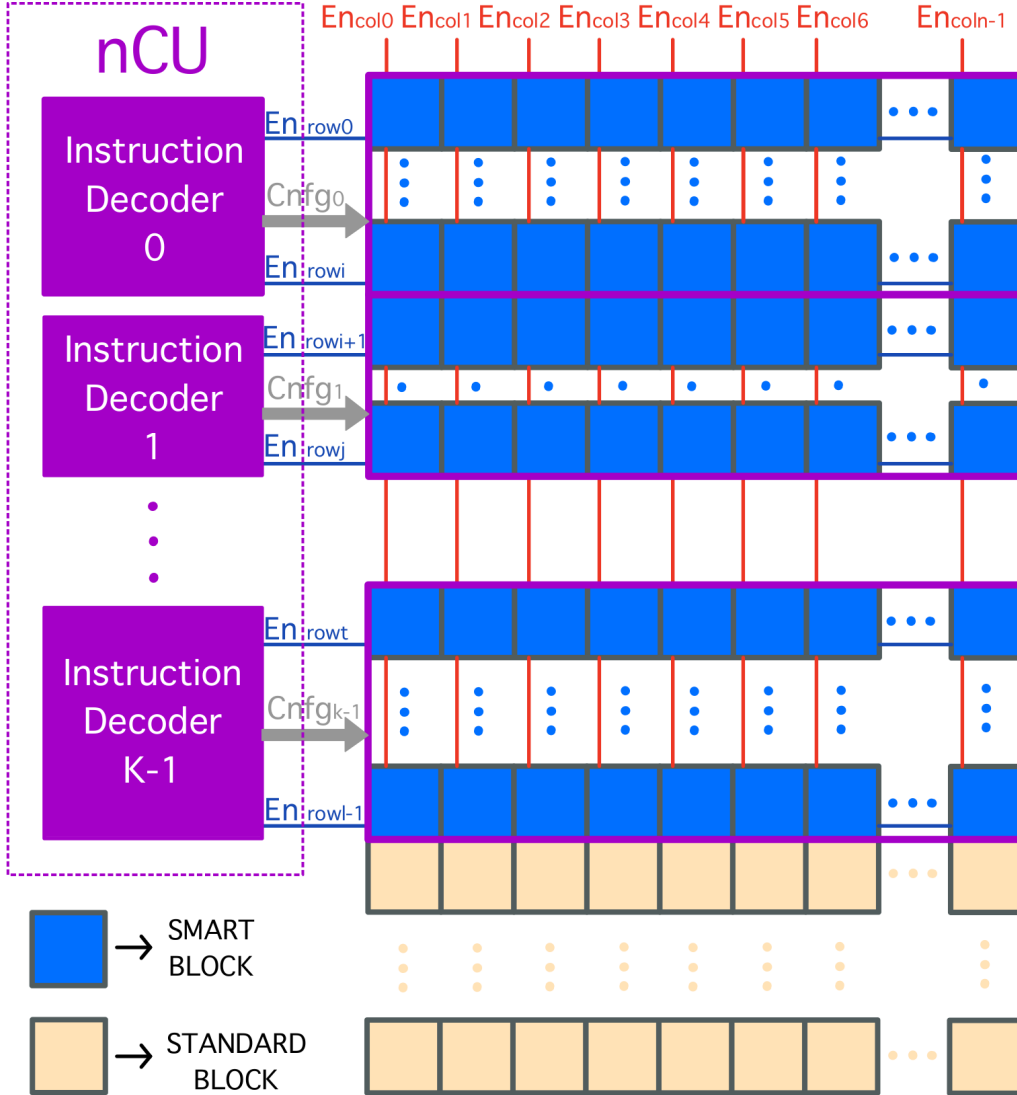 Encol0 Encol1 Encol2 Encol3 Encol4 Encol5 Encol6 Encoln-1
nCU
Instruction
Decoder
0
En row0
Cnfg0
En rowi
Instruction
Decoder
1
En rowi+1
Cnfg1
En rowj
Instruction
Decoder
K-1
En rowt
Cnfgk-1
En rowl-1
SMART
BLOCK
STANDARD
BLOCK